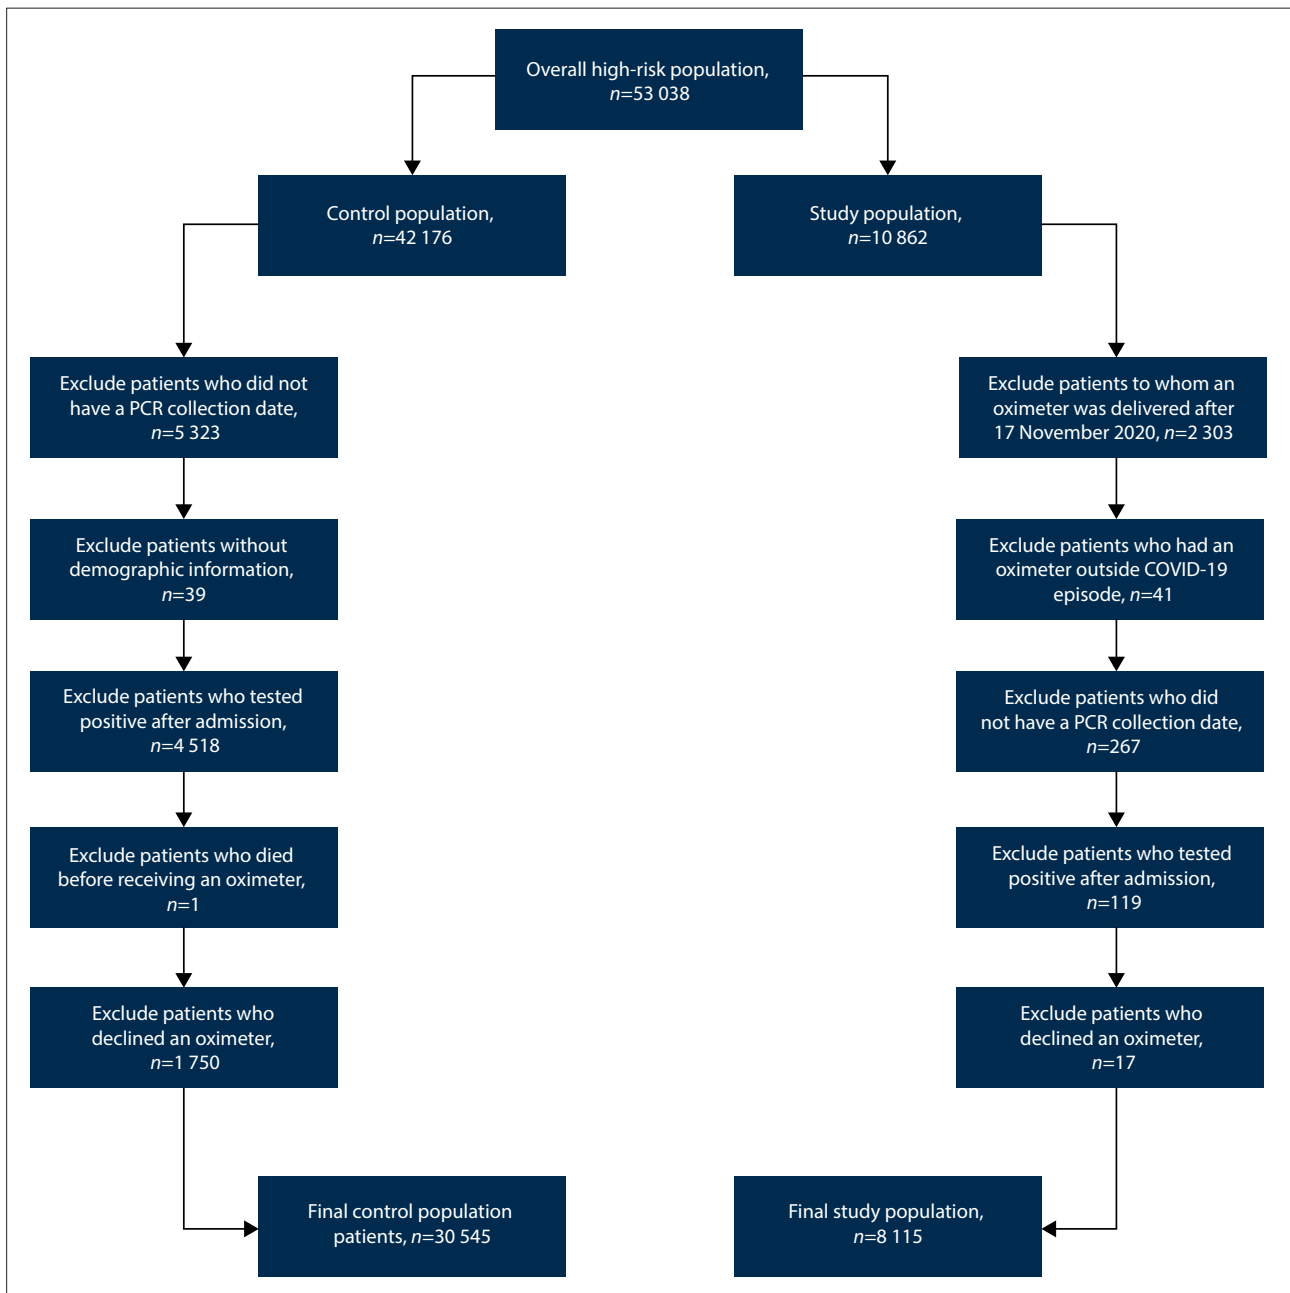 Overall high-risk population,
n=53 038
Control population,
n=42 176
Study population,
n=10 862
Exclude patients who did not
have a PCR collection date,
n=5 323
Exclude patients without
demographic information,
n=39
Exclude patients who tested
positive after admission,
n=4 518
Exclude patients who died
before receiving an oximeter,
n=1
Exclude patients who
declined an oximeter,
n=1 750
Final control population
patients, n=30 545
Exclude patients to whom an
oximeter was delivered after
17 November 2020, n=2 303
Exclude patients who had an
oximeter outside COVID-19
episode, n=41
Exclude patients who did
not have a PCR collection date,
n=267
Exclude patients who tested
positive after admission,
n=119
Exclude patients who
declined an oximeter,
n=17
Final study population,
n=8 115